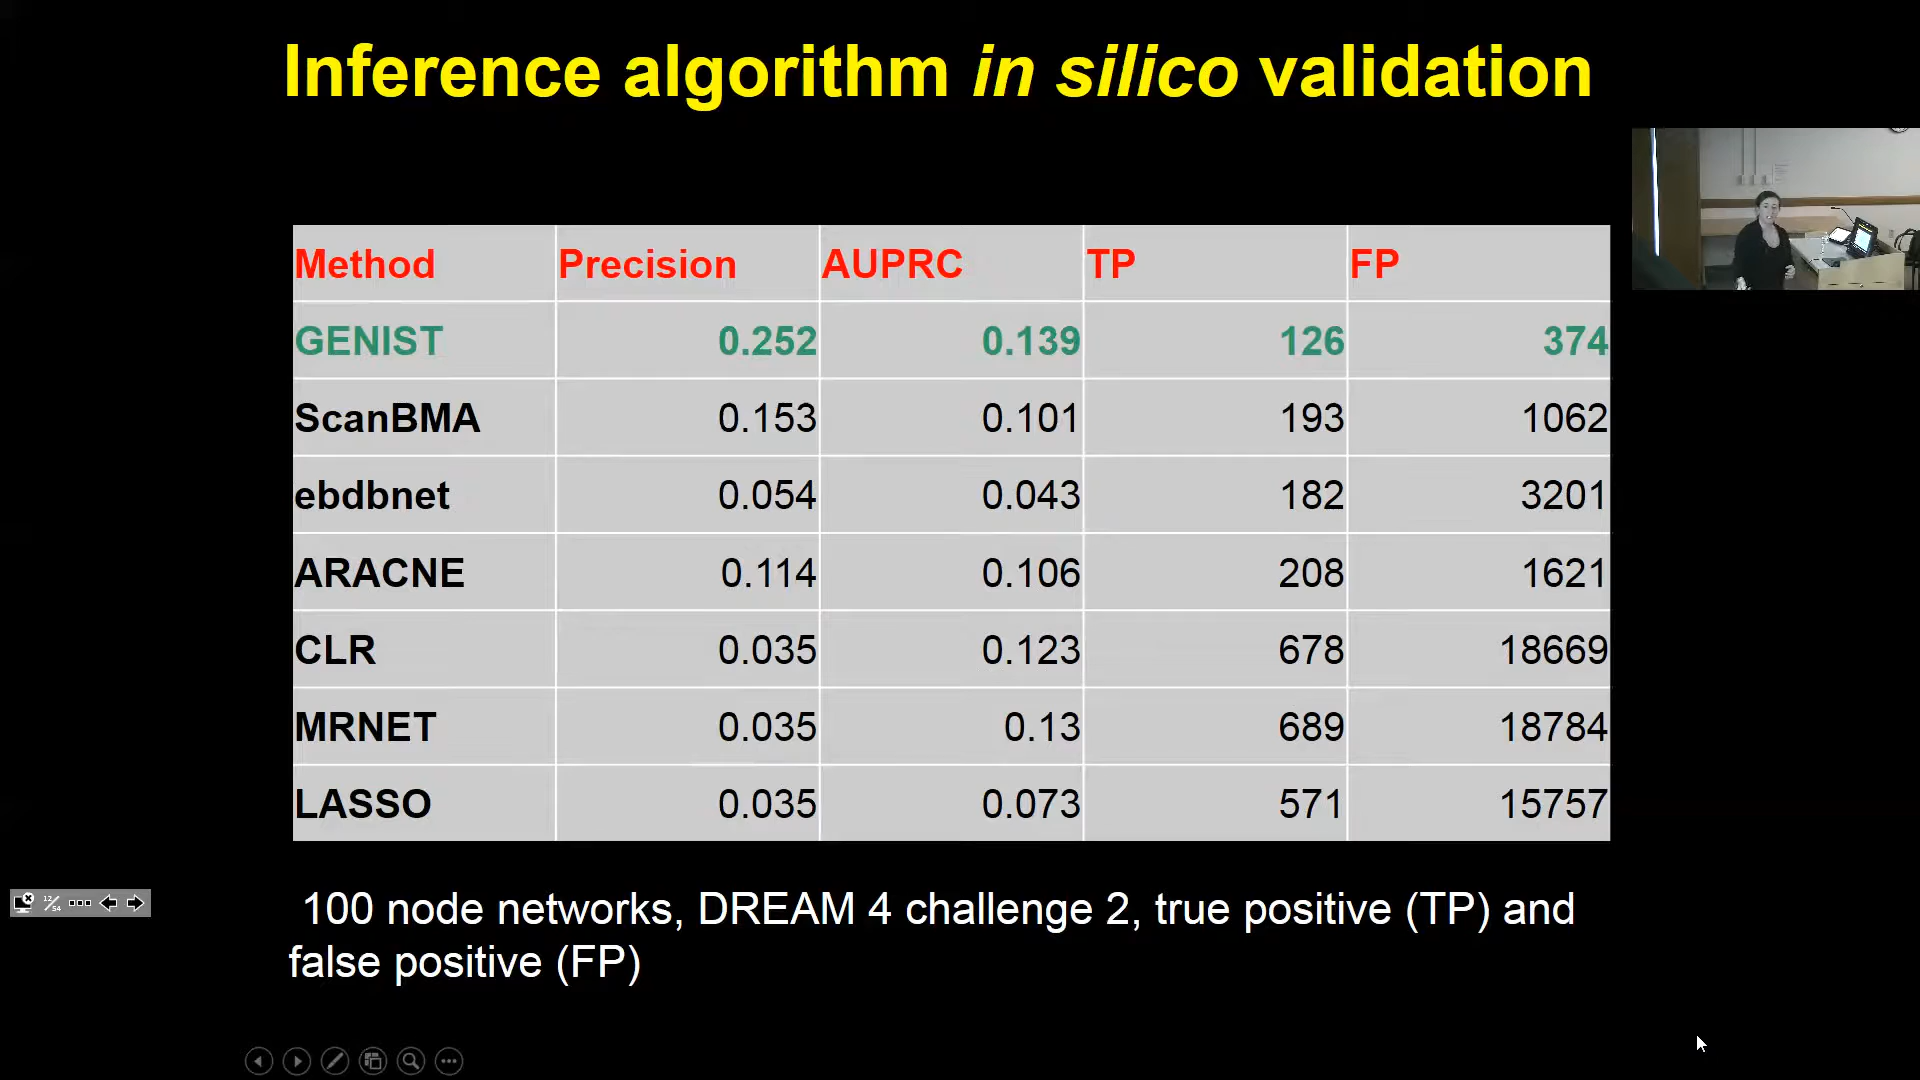 Inference algorithm in silico validation
Method Precision AUPRC TP FP
GENIST 0.252 0.139 126 374
ScanBMA 0.153 0.101 193 1062
ebdbnet 0.054 0.043 182 3201
ARACNE 0.114 0.106 208 1621
CLR 0.035 0.123 678 18669
MRNET 0.035 0.13 689 18784
LASSO 0.035 0.073 571 15757
12/54
100 node networks, DREAM 4 challenge 2, true positive (TP) and
false positive (FP)